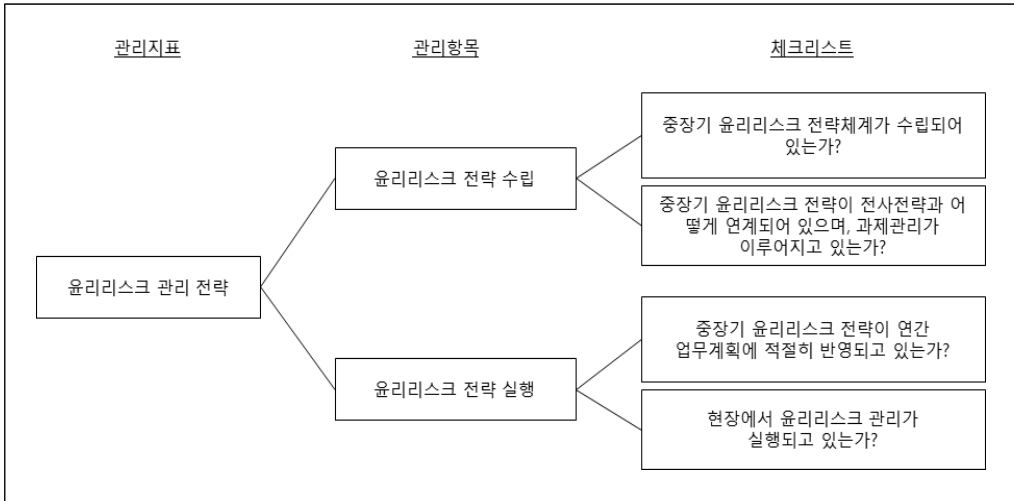 관리지표
관리항목
체크리스트
중장기 윤리리스크 전략체계가 수립되어
있는가?
윤리리스크 전략 수립
중장기 윤리리스크 전략이 전사전략과 어
떻게 연계되어 있으며, 과제관리가
이루어지고 있는가?
윤리리스크 관리 전략
중장기 윤리리스크 전략이 연간
업무계획에 적절히 반영되고 있는가?
윤리리스크 전략 실행
현장에서 윤리리스크 관리가
실행되고 있는가?